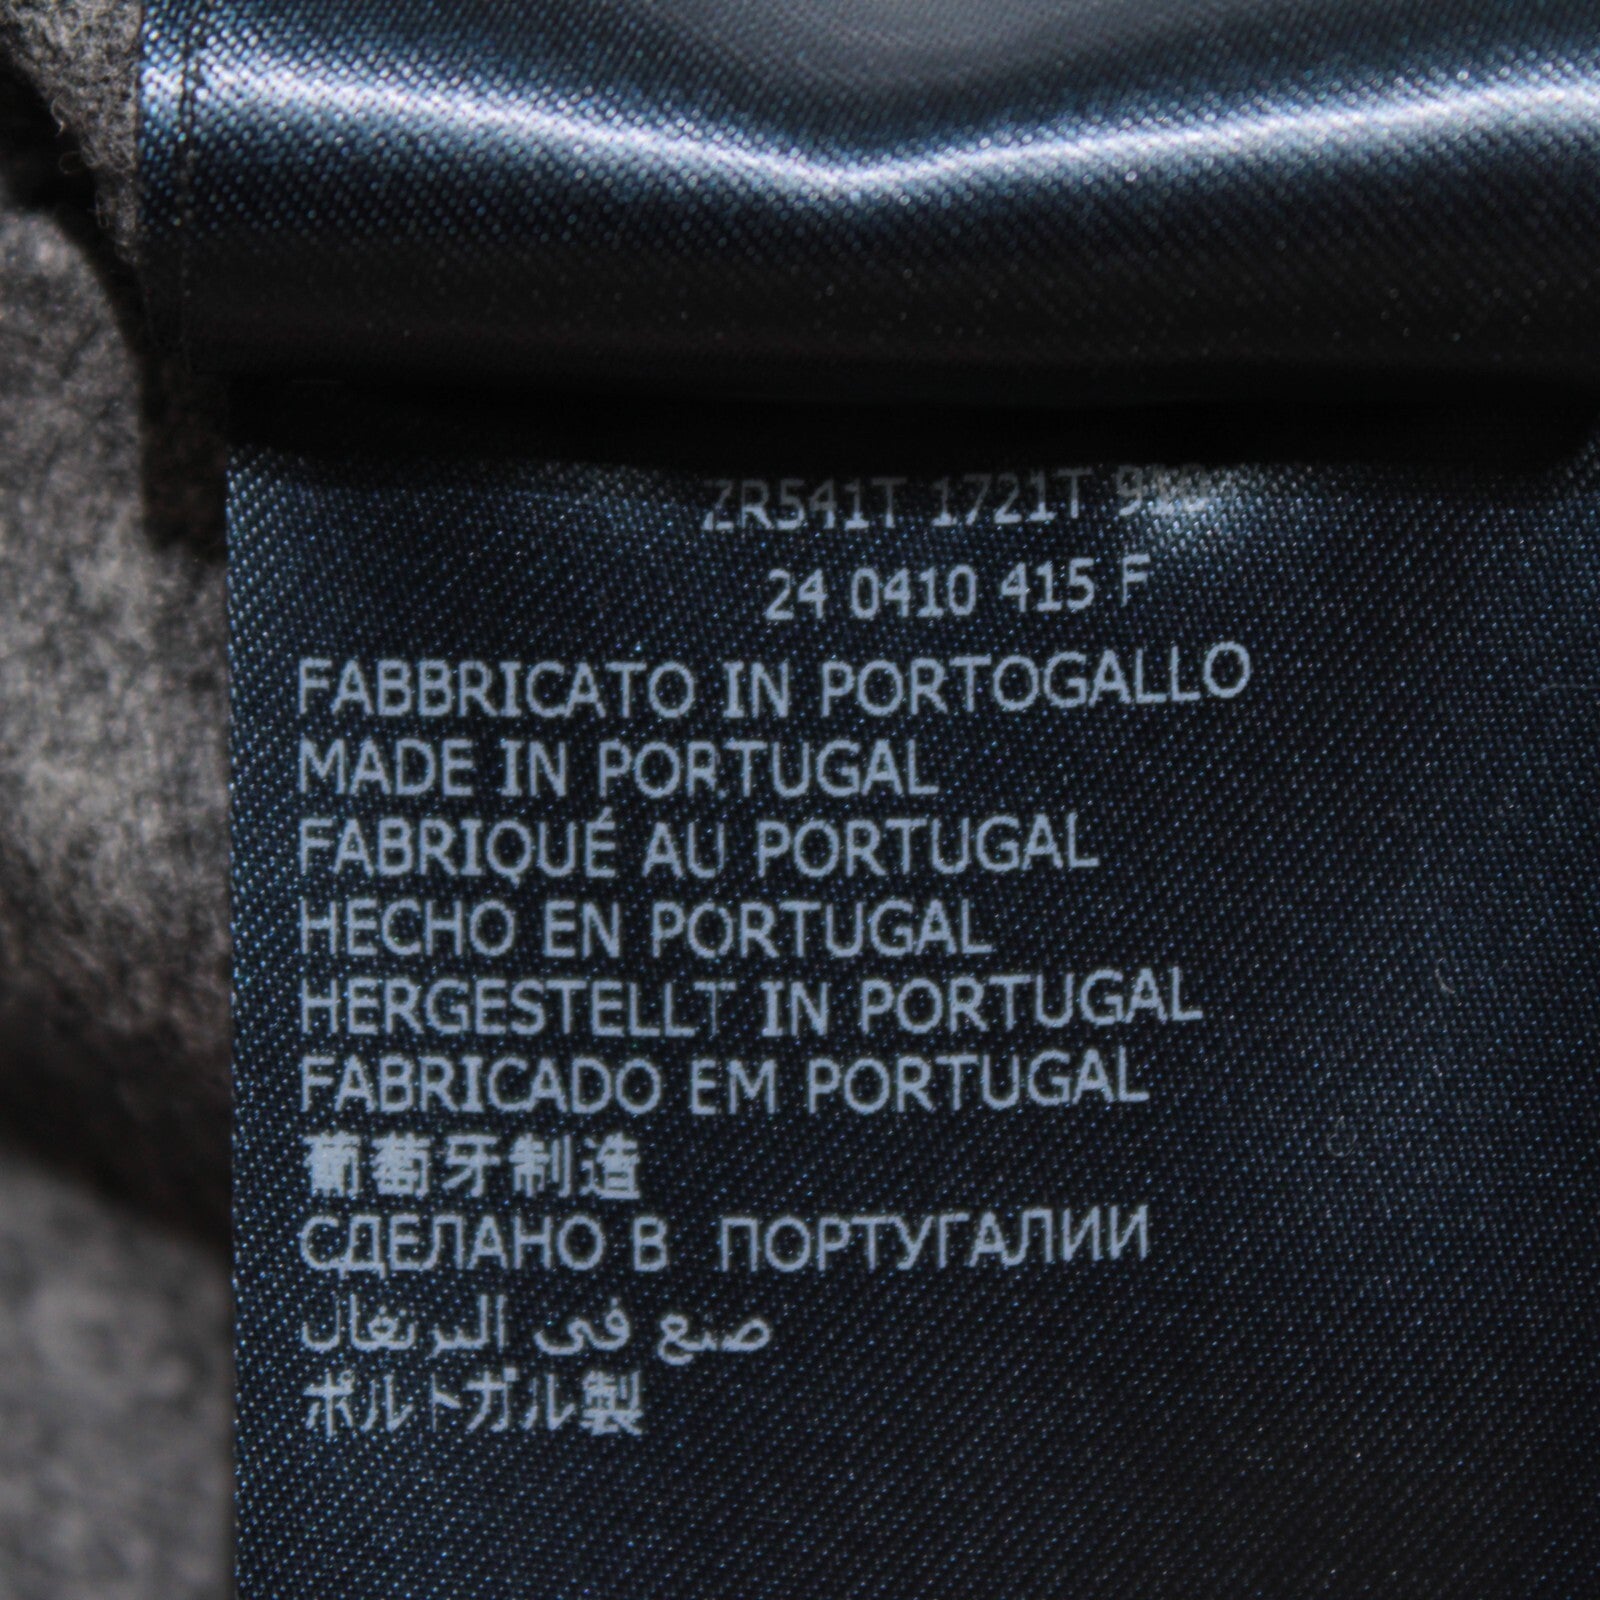 ZR541T 1721T
24 0410 415 F
FABBRICATO IN PORTOGALLO
MADE IN PORTUGAL
FABRIQUÉ AU PORTUGAL
HECHO EN PORTUGAL
HERGESTELLT IN PORTUGAL
FABRICADO EM PORTUGAL
葡萄牙制造
СДЕЛАНО В ПОРТУГАЛИИ
صنع في البرتغال
ポルトガル製